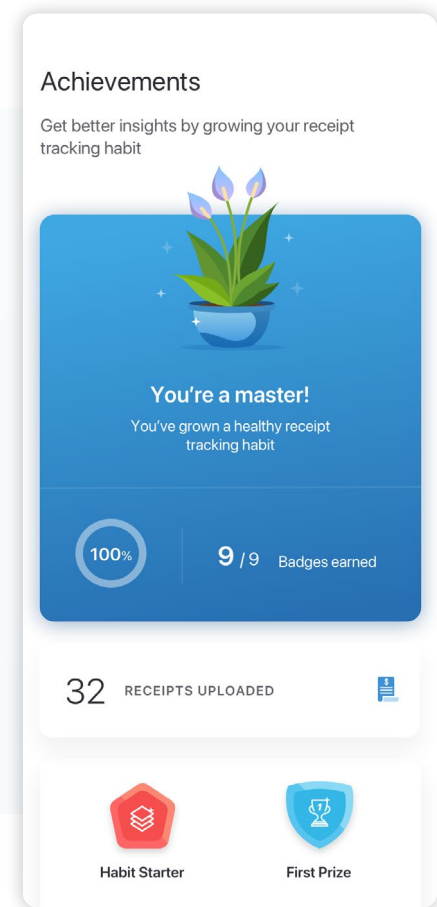 Achievements
Get better insights by growing your receipt
tracking habit
You're a master!
You've grown a healthy receipt
tracking habit
100%
9 / 9 Badges earned
32 RECEIPTS UPLOADED
$
1
Habit Starter
First Prize